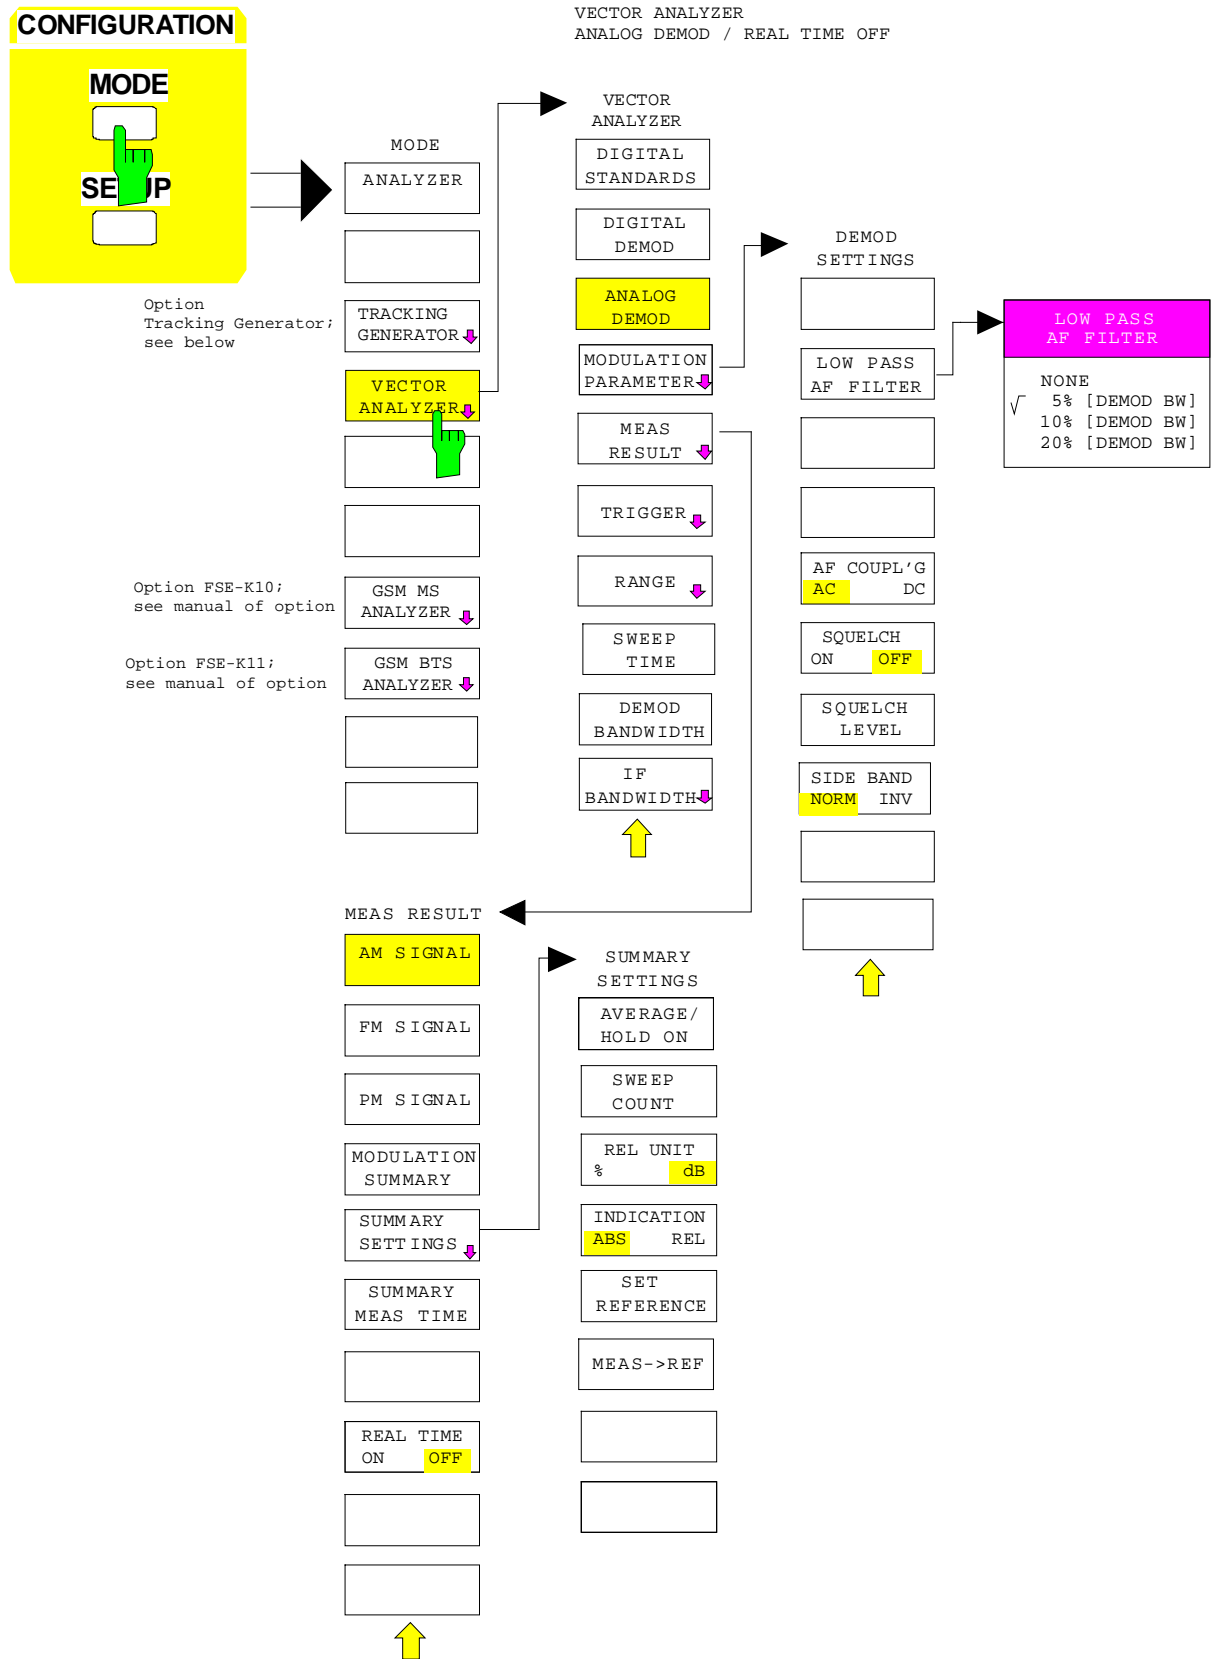 VECTOR ANALYZER
ANALOG DEMOD / REAL TIME OFF
CONFIGURATION
MODE
SE UP
MODE
ANALYZER
Option
Tracking Generator;
see below
TRACKING
GENERATOR
VECTOR
ANALYZER
Option FSE-K10;
see manual of option
GSM MS
ANALYZER
Option FSE-K11;
see manual of option
GSM BTS
ANALYZER
VECTOR
ANALYZER
DIGITAL
STANDARDS
DIGITAL
DEMOD
ANALOG
DEMOD
MODULATION
PARAMETER
MEAS
RESULT
TRIGGER
RANGE
SWEEP
TIME
DEMOD
BANDWIDTH
IF
BANDWIDTH
DEMOD
SETTINGS
LOW PASS
AF FILTER
AF COUPL'G
AC DC
SQUELCH
ON OFF
SQUELCH
LEVEL
SIDE BAND
NORM INV
LOW PASS
AF FILTER
NONE
√ 5% [DEMOD BW]
10% [DEMOD BW]
20% [DEMOD BW]
MEAS RESULT
AM SIGNAL
FM SIGNAL
PM SIGNAL
MODULATION
SUMMARY
SUMMARY
SETTINGS
SUMMARY
MEAS TIME
REAL TIME
ON OFF
SUMMARY
SETTINGS
AVERAGE/
HOLD ON
SWEEP
COUNT
REL UNIT
% dB
INDICATION
ABS REL
SET
REFERENCE
MEAS->REF